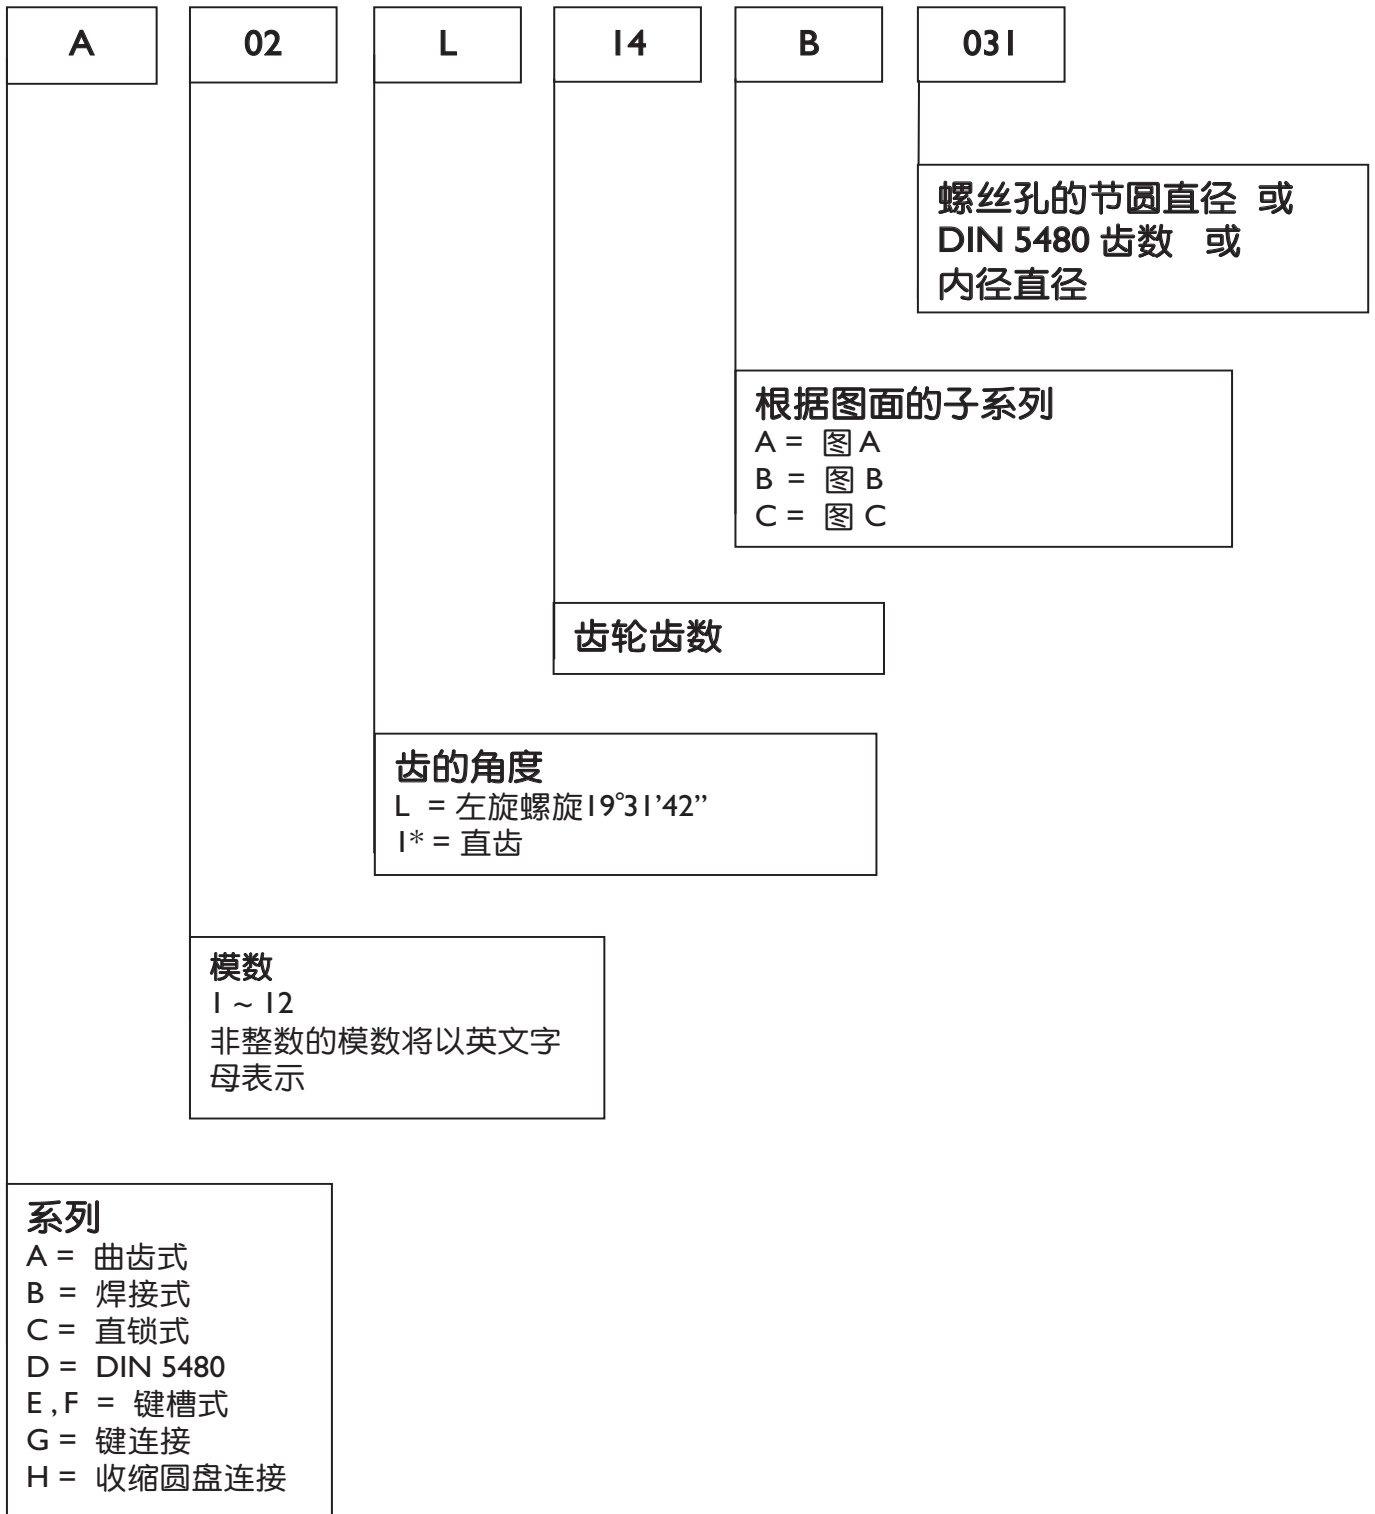 A 02 L 14 B 031
螺丝孔的节圆直径 或
DIN 5480 齿数 或
内径直径
根据图面的子系列
A = 图 A
B = 图 B
C = 图 C
齿轮齿数
齿的角度
L = 左旋螺旋19°31’42”
1* = 直齿
模数
1 ~ 12
非整数的模数将以英文字
母表示
系列
A = 曲齿式
B = 焊接式
C = 直锁式
D = DIN 5480
E , F = 键槽式
G = 键连接
H = 收缩圆盘连接